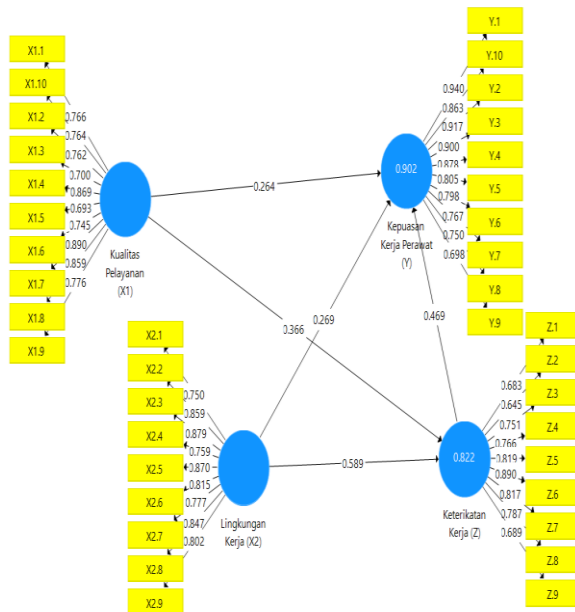 X1.1
X1.10
X1.2
X1.3
X1.4
X1.5
X1.6
X1.7
X1.8
X1.9
0.766
0.764
0.762
0.700
0.869
0.693
0.745
0.890
0.859
0.776
Kualitas
Pelayanan
(X1)
0.264
0.366
Y.1
Y.10
Y.2
Y.3
Y.4
Y.5
Y.6
Y.7
Y.8
Y.9
0.940
0.863
0.917
0.900
0.878
0.805
0.798
0.767
0.750
0.698
0.902
Kepuasan
Kerja Perawat
(Y)
0.269
0.469
X2.1
X2.2
X2.3
X2.4
X2.5
X2.6
X2.7
X2.8
X2.9
0.750
0.859
0.879
0.759
0.870
0.815
0.777
0.847
0.802
Lingkungan
Kerja (X2)
0.589
Z.1
Z.2
Z.3
Z.4
Z.5
Z.6
Z.7
Z.8
Z.9
0.683
0.645
0.751
0.766
0.819
0.890
0.817
0.787
0.689
0.822
Keterikatan
Kerja (Z)